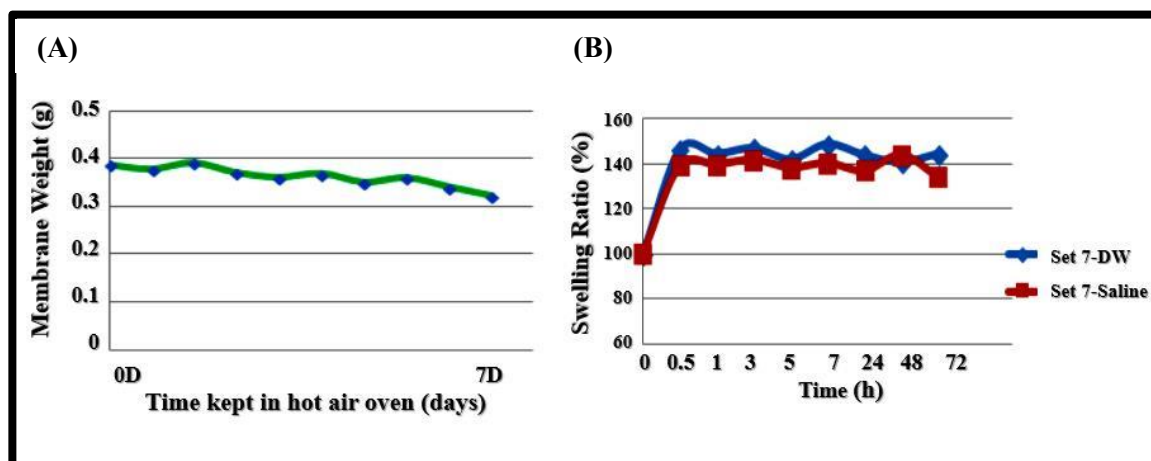 (A)
Membrane Weight (g)
0.5
0.4
0.3
0.2
0.1
0
0D 7D
Time kept in hot air oven (days)
(B)
Swelling Ratio (%)
160
140
120
100
80
60
0 0.5 1 3 5 7 24 48 72
Time (h)
Set 7-DW
Set 7-Saline